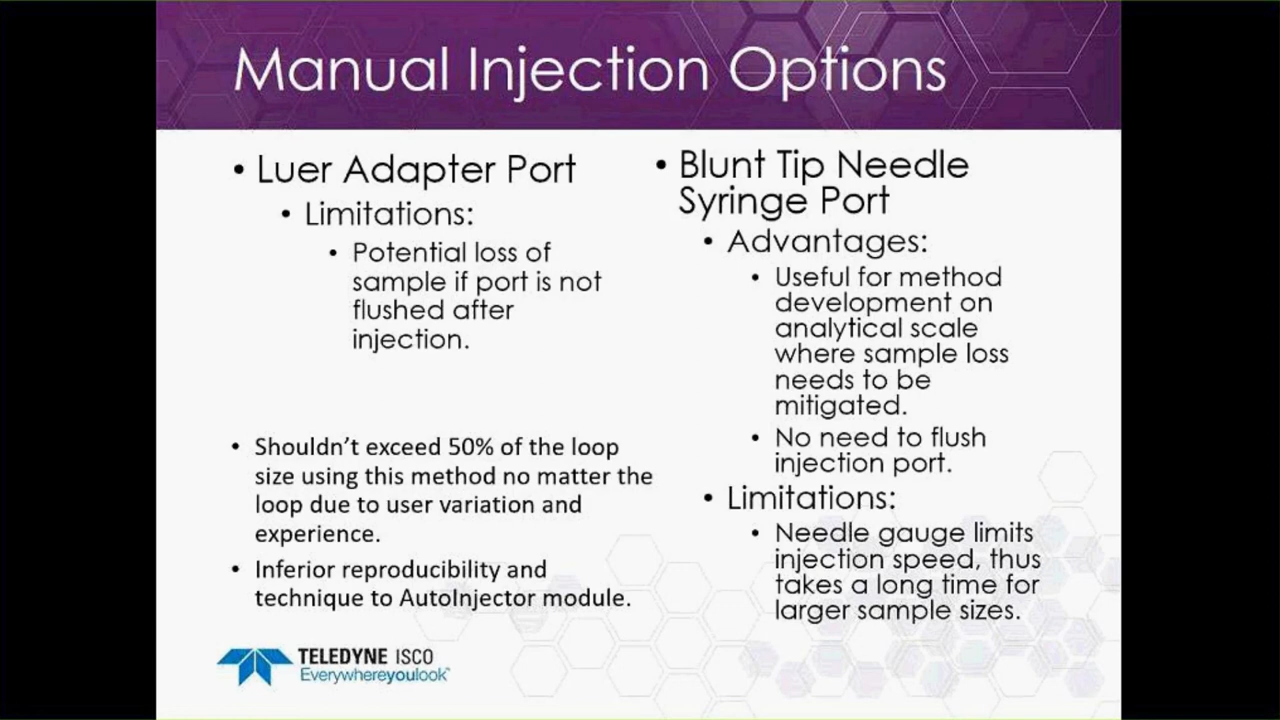 Manual Injection Options
• Luer Adapter Port
• Limitations:
• Potential loss of
sample if port is not
flushed after
injection.
• Shouldn't exceed 50% of the loop
size using this method no matter the
loop due to user variation and
experience.
• Inferior reproducibility and
technique to AutoInjector module.
• Blunt Tip Needle
Syringe Port
• Advantages:
• Useful for method
development on
analytical scale
where sample loss
needs to be
mitigated.
• No need to flush
injection port.
• Limitations:
• Needle gauge limits
injection speed, thus
takes a long time for
larger sample sizes.
TELEDYNE ISCO
Everywhereyoulook™